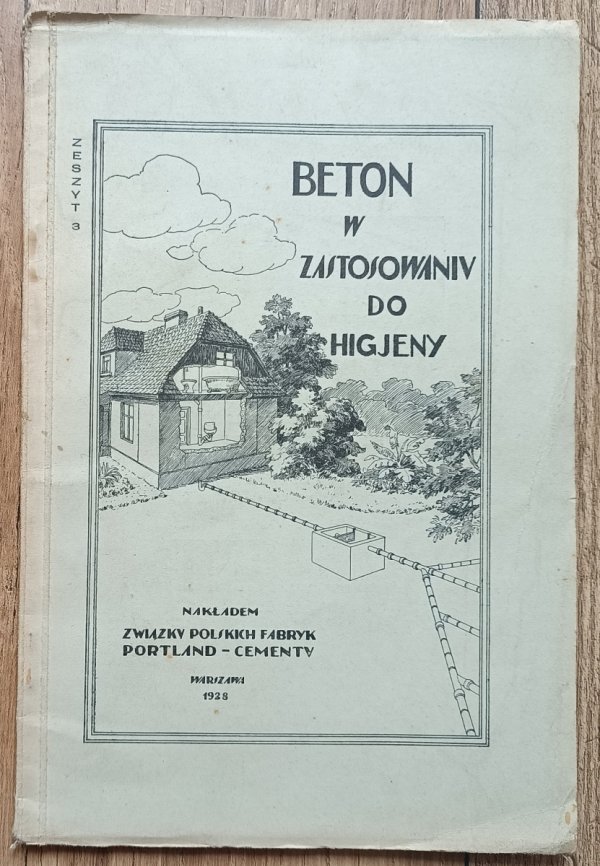 ZESZYT 3
BETON
W
ZASTOSOWANIU
DO
HIGJENY
NAKŁADEM
ZWIĄZKU POLSKICH FABRYK
PORTLAND – CEMENTU
WARSZAWA
1928